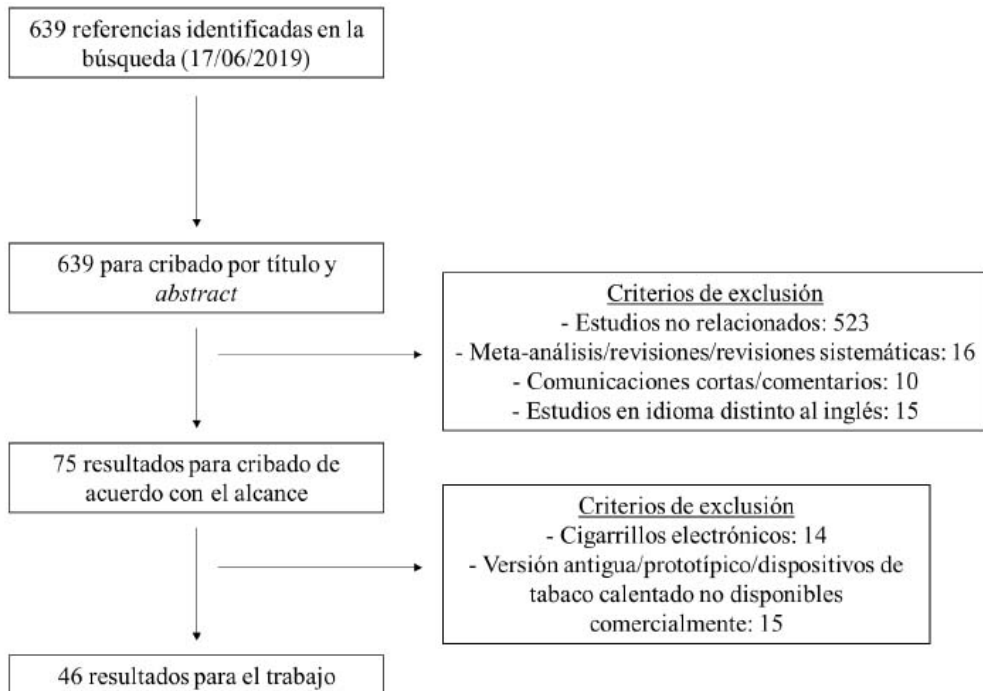 639 referencias identificadas en la
búsqueda (17/06/2019)
639 para cribado por título y
abstract
Criterios de exclusión
- Estudios no relacionados: 523
- Meta-análisis/revisiones/revisiones sistemáticas: 16
- Comunicaciones cortas/comentarios: 10
- Estudios en idioma distinto al inglés: 15
75 resultados para cribado de
acuerdo con el alcance
Criterios de exclusión
- Cigarrillos electrónicos: 14
- Versión antigua/prototípico/dispositivos de
tabaco calentado no disponibles
comercialmente: 15
46 resultados para el trabajo